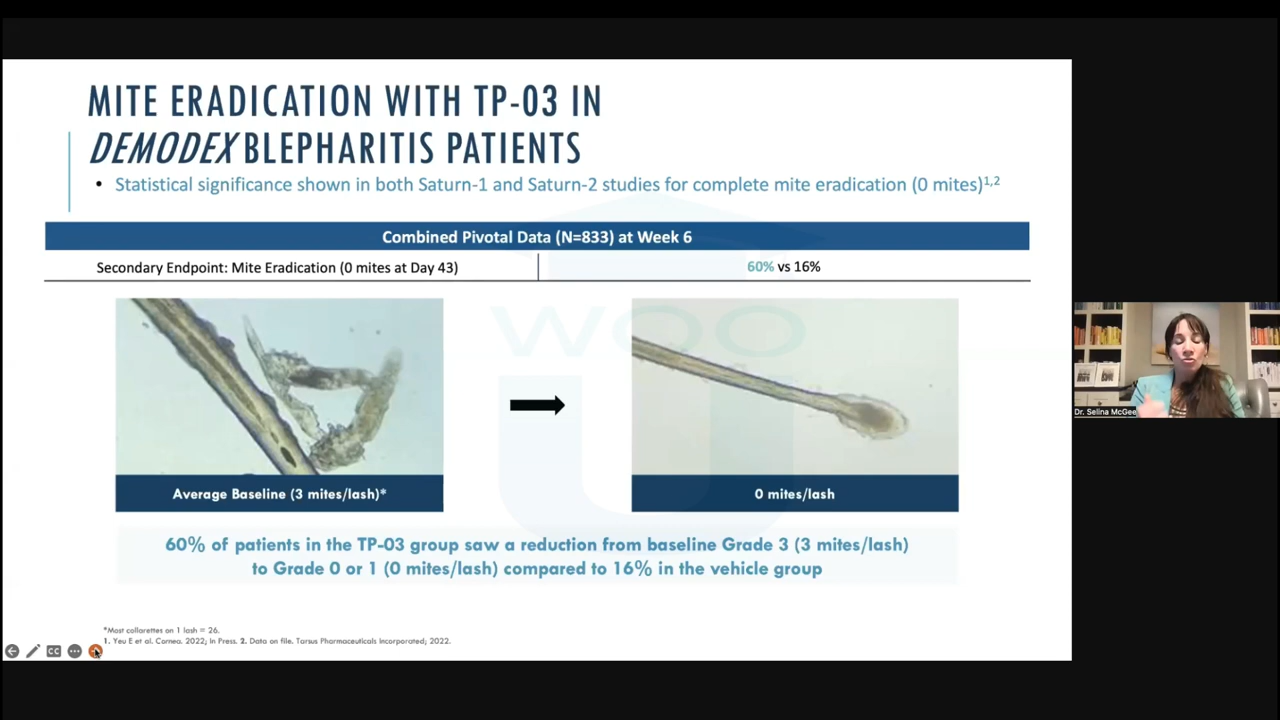 MITE ERADICATION WITH TP-03 IN
DEMODEX BLEPHARITIS PATIENTS
• Statistical significance shown in both Saturn-1 and Saturn-2 studies for complete mite eradication (0 mites)1,2
Combined Pivotal Data (N=833) at Week 6
Secondary Endpoint: Mite Eradication (0 mites at Day 43)
60% vs 16%
WOO
U
Average Baseline (3 mites/lash)*
0 mites/lash
60% of patients in the TP-03 group saw a reduction from baseline Grade 3 (3 mites/lash)
to Grade 0 or 1 (0 mites/lash) compared to 16% in the vehicle group
*Most collarettes on 1 lash = 26.
1. Yeu E et al. Cornea. 2022; In Press. 2. Data on file. Tarsus Pharmaceuticals Incorporated; 2022.
CC
Dr. Selina McGee